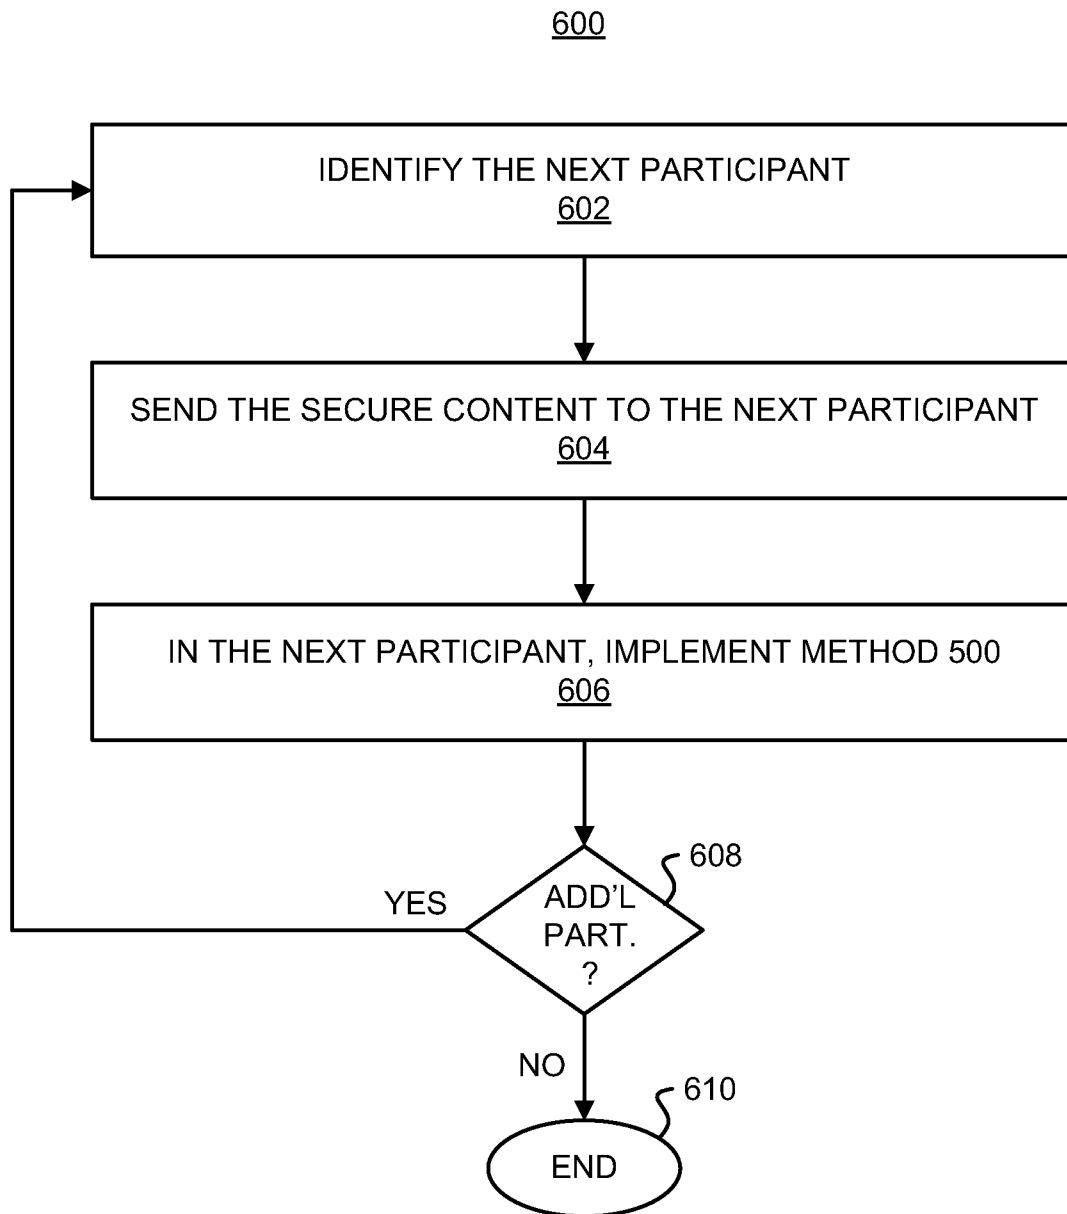 600
IDENTIFY THE NEXT PARTICIPANT
602
SEND THE SECURE CONTENT TO THE NEXT PARTICIPANT
604
IN THE NEXT PARTICIPANT, IMPLEMENT METHOD 500
606
608
YES
ADD’L
PART.
?
NO
610
END